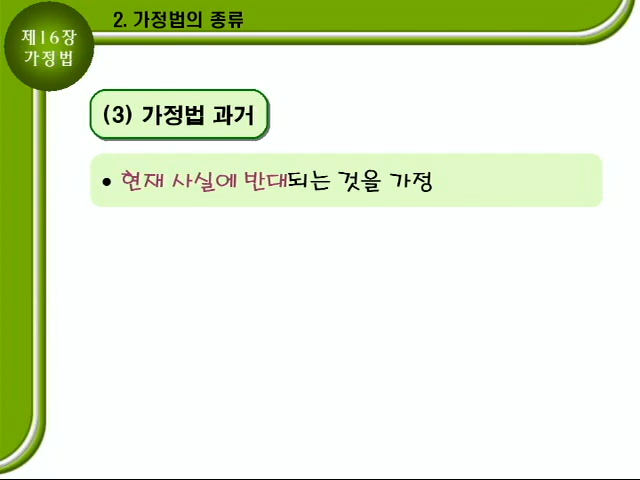 제16장
가정법
2. 가정법의 종류
(3) 가정법 과거
• 현재 사실에 반대되는 것을 가정